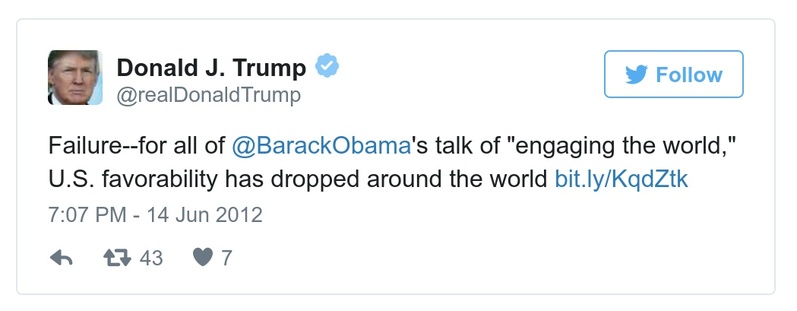 Donald J. Trump
@realDonaldTrump
Follow
Failure--for all of @BarackObama's talk of "engaging the world,"
U.S. favorability has dropped around the world bit.ly/KqdZtk
7:07 PM - 14 Jun 2012
43 7